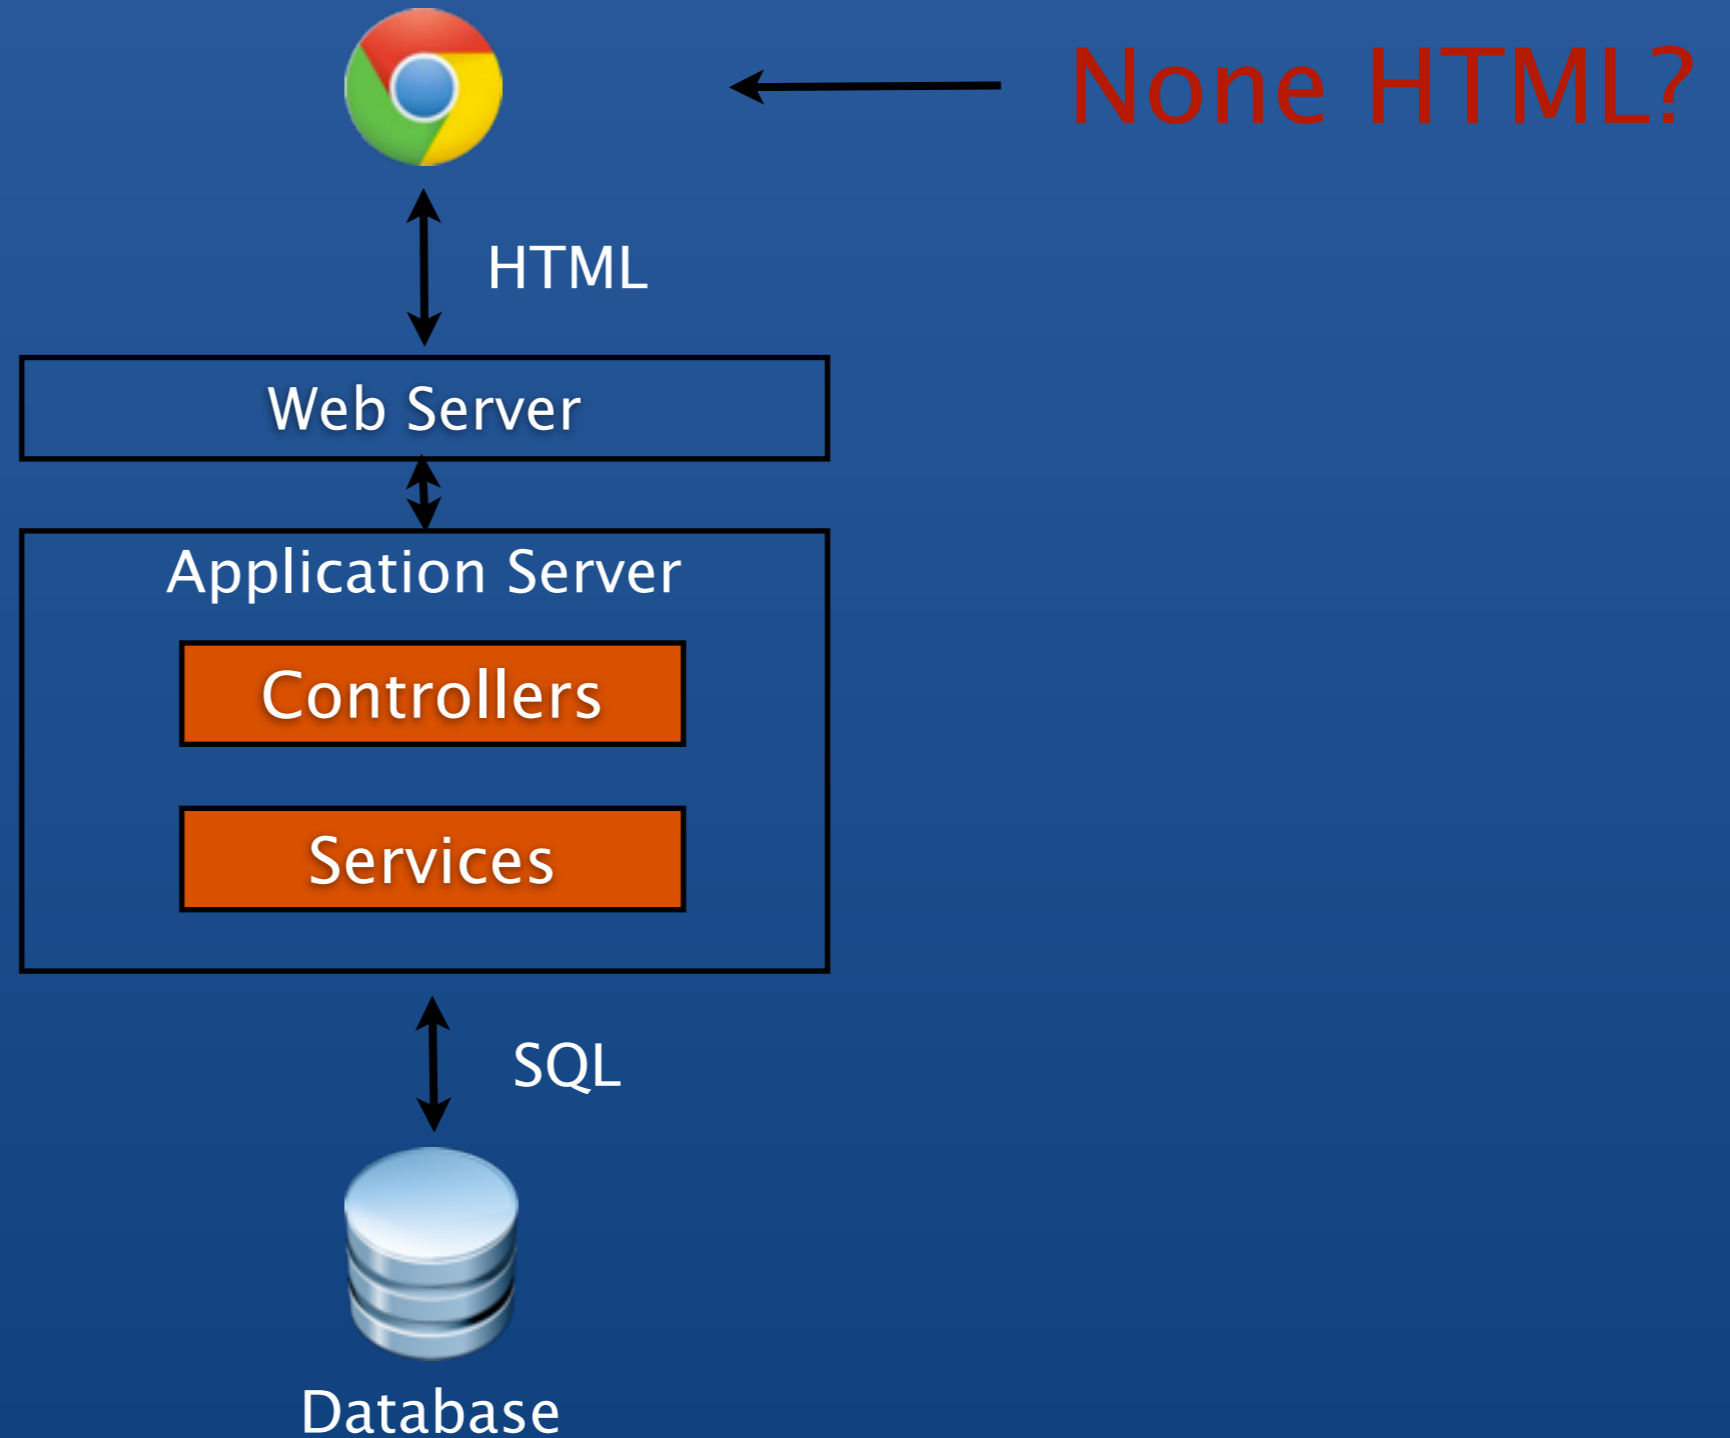 None HTML?
HTML
Web Server
Application Server
Controllers
Services
SQL
Database